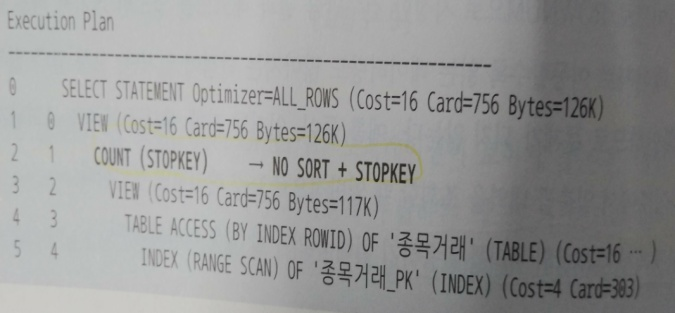 Execution Plan
------------------------------------------------------------
0 SELECT STATEMENT Optimizer=ALL_ROWS (Cost=16 Card=756 Bytes=126K)
1 0 VIEW (Cost=16 Card=756 Bytes=126K)
2 1 COUNT (STOPKEY) → NO SORT + STOPKEY
3 2 VIEW (Cost=16 Card=756 Bytes=117K)
4 3 TABLE ACCESS (BY INDEX ROWID) OF '종목거래' (TABLE) (Cost=16 … )
5 4 INDEX (RANGE SCAN) OF '종목거래_PK' (INDEX) (Cost=4 Card=303)